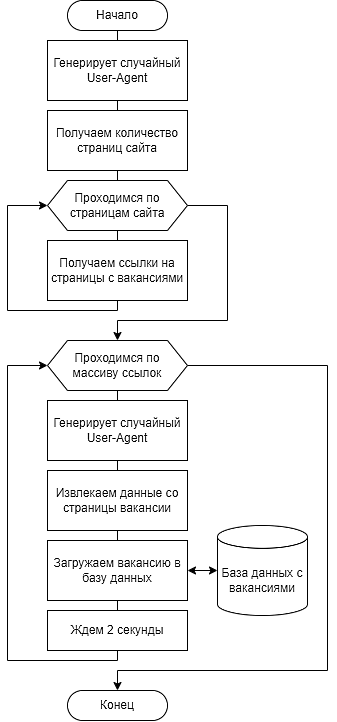 Начало
Генерирует случайный
User-Agent
Получаем количество
страниц сайта
Проходимся по
страницам сайта
Получаем ссылки на
страницы с вакансиями
Проходимся по
массиву ссылок
Генерирует случайный
User-Agent
Извлекаем данные со
страницы вакансии
Загружаем вакансию в
базу данных
База данных с
вакансиями
Ждем 2 секунды
Конец